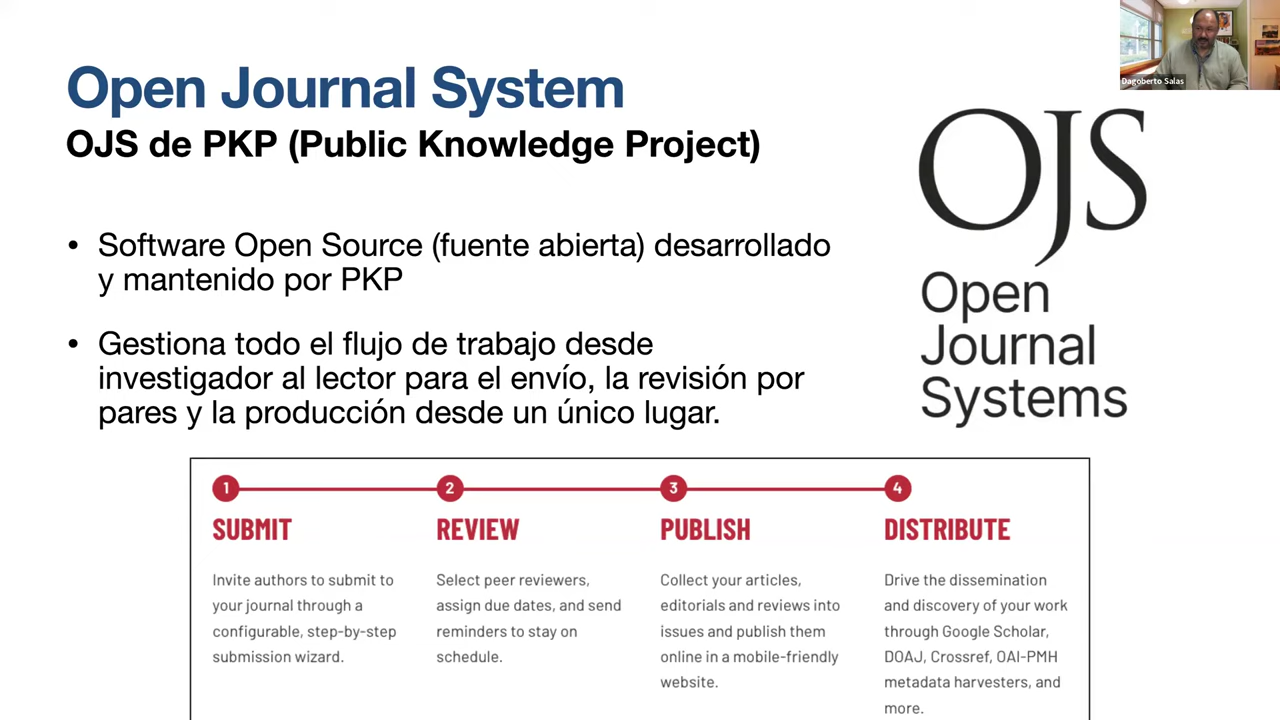 Open Journal System
OJS de PKP (Public Knowledge Project)
• Software Open Source (fuente abierta) desarrollado
y mantenido por PKP
• Gestiona todo el flujo de trabajo desde
investigador al lector para el envío, la revisión por
pares y la producción desde un único lugar.
Dagoberto Salas
OJS
Open
Journal
Systems
1
SUBMIT
Invite authors to submit to
your journal through a
configurable, step-by-step
submission wizard.
2
REVIEW
Select peer reviewers,
assign due dates, and send
reminders to stay on
schedule.
3
PUBLISH
Collect your articles,
editorials and reviews into
issues and publish them
online in a mobile-friendly
website.
4
DISTRIBUTE
Drive the dissemination
and discovery of your work
through Google Scholar,
DOAJ, Crossref, OAI-PMH
metadata harvesters, and
more.